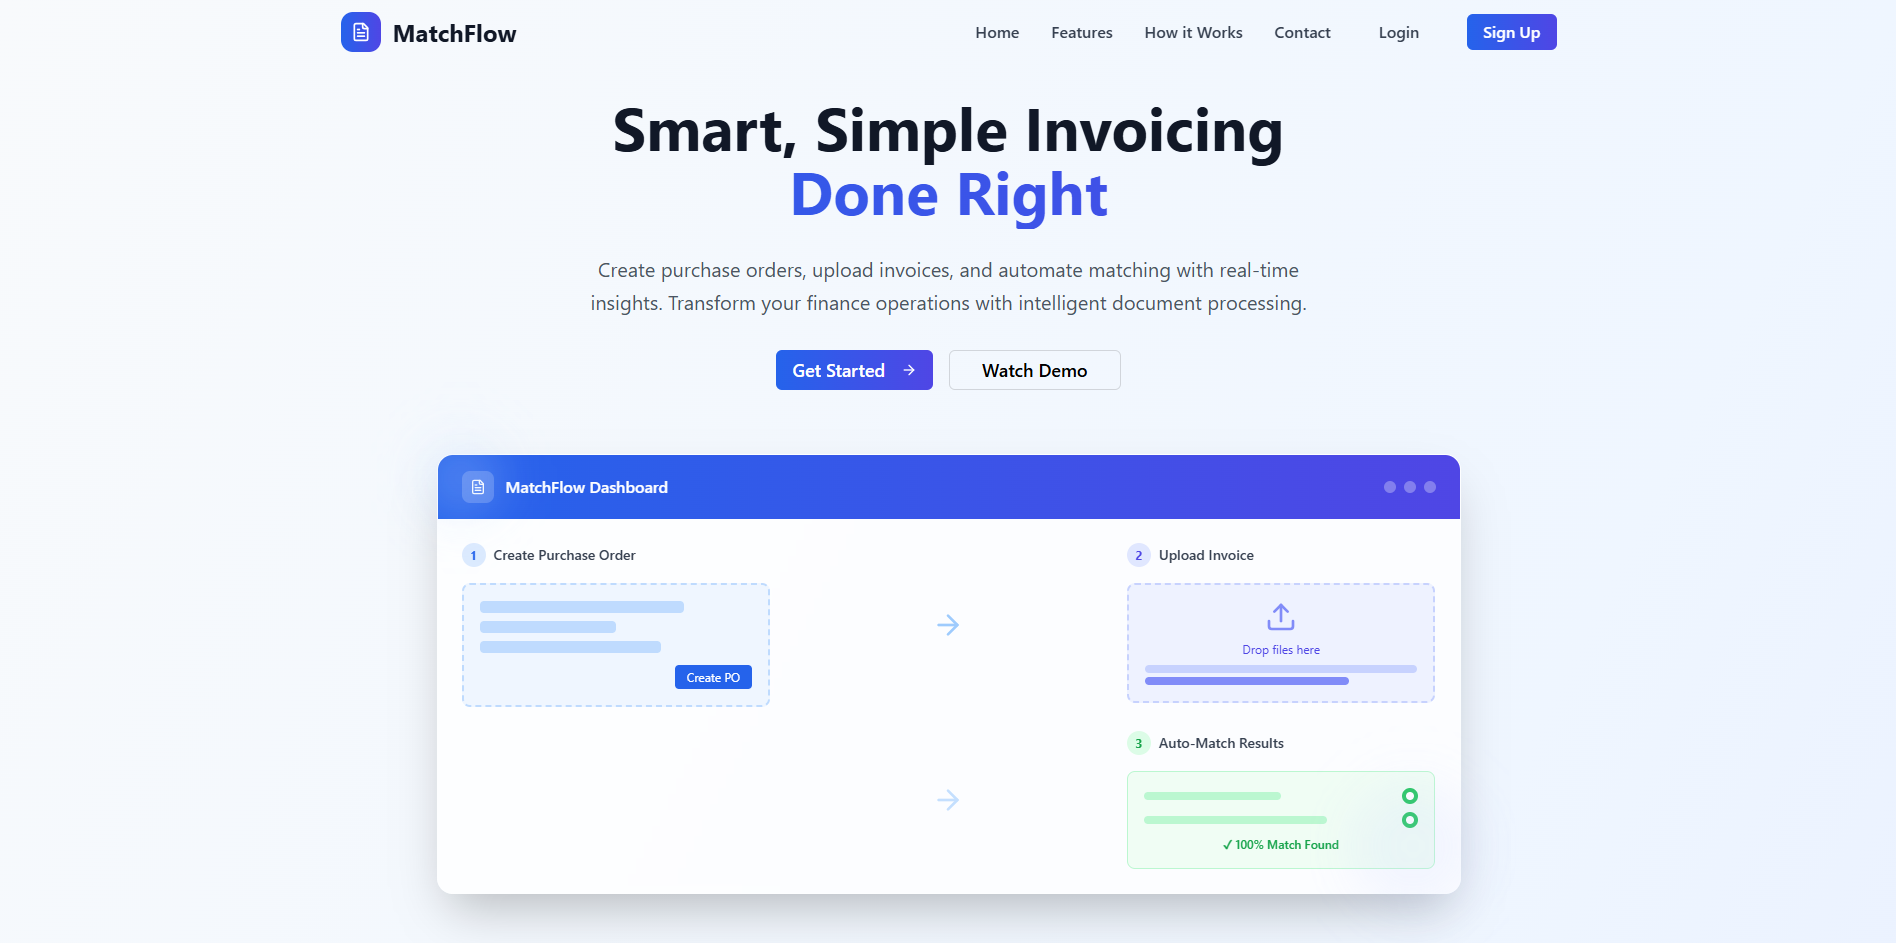 MatchFlow
Home
Features
How it Works
Contact
Login
Sign Up
Smart, Simple Invoicing
Done Right
Create purchase orders, upload invoices, and automate matching with real-time
insights. Transform your finance operations with intelligent document processing.
Get Started →
Watch Demo
MatchFlow Dashboard
1 Create Purchase Order
Create PO
2 Upload Invoice
Drop files here
3 Auto-Match Results
✓ 100% Match Found